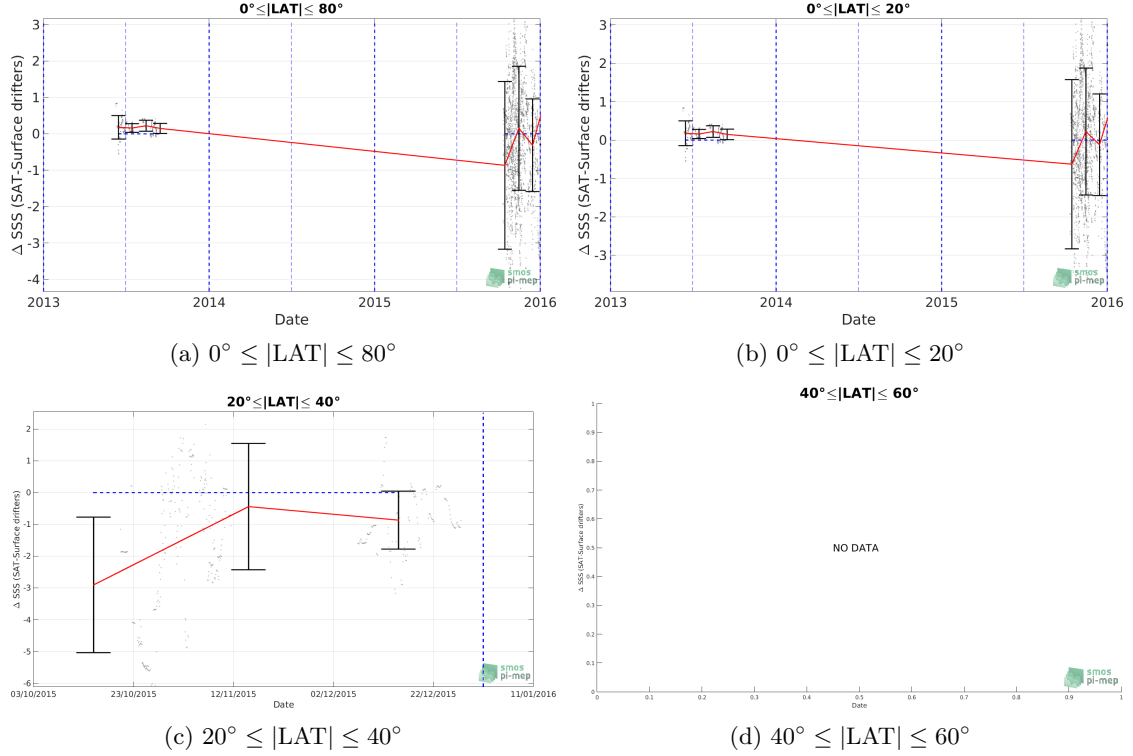 0°≤|LAT|≤ 80°
Δ SSS (SAT-Surface drifters)
3
2
1
0
-1
-2
-3
-4
2013
2014
2015
2016
Date
smos
pi-mep
(a) 0° ≤ |LAT| ≤ 80°
0°≤|LAT|≤ 20°
Δ SSS (SAT-Surface drifters)
3
2
1
0
-1
-2
-3
2013
2014
2015
2016
Date
smos
pi-mep
(b) 0° ≤ |LAT| ≤ 20°
20°≤|LAT|≤ 40°
Δ SSS (SAT-Surface drifters)
2
1
0
-1
-2
-3
-4
-5
-6
03/10/2015
23/10/2015
12/11/2015
02/12/2015
22/12/2015
11/01/2016
Date
smos
pi-mep
(c) 20° ≤ |LAT| ≤ 40°
40°≤|LAT|≤ 60°
Δ SSS (SAT-Surface drifters)
1
0.9
0.8
0.7
0.6
0.5
0.4
0.3
0.2
0.1
0
NO DATA
0
0.1
0.2
0.3
0.4
0.5
0.6
0.7
0.8
0.9
1
Date
smos
pi-mep
(d) 40° ≤ |LAT| ≤ 60°